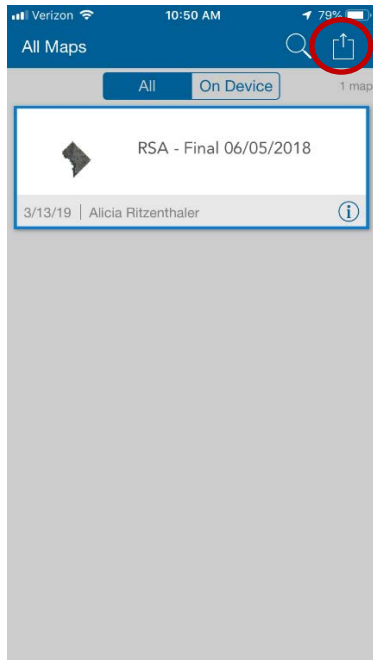 Verizon 10:50 AM 79%
All Maps
All On Device 1 map
RSA - Final 06/05/2018
3/13/19 | Alicia Ritzenthaler i